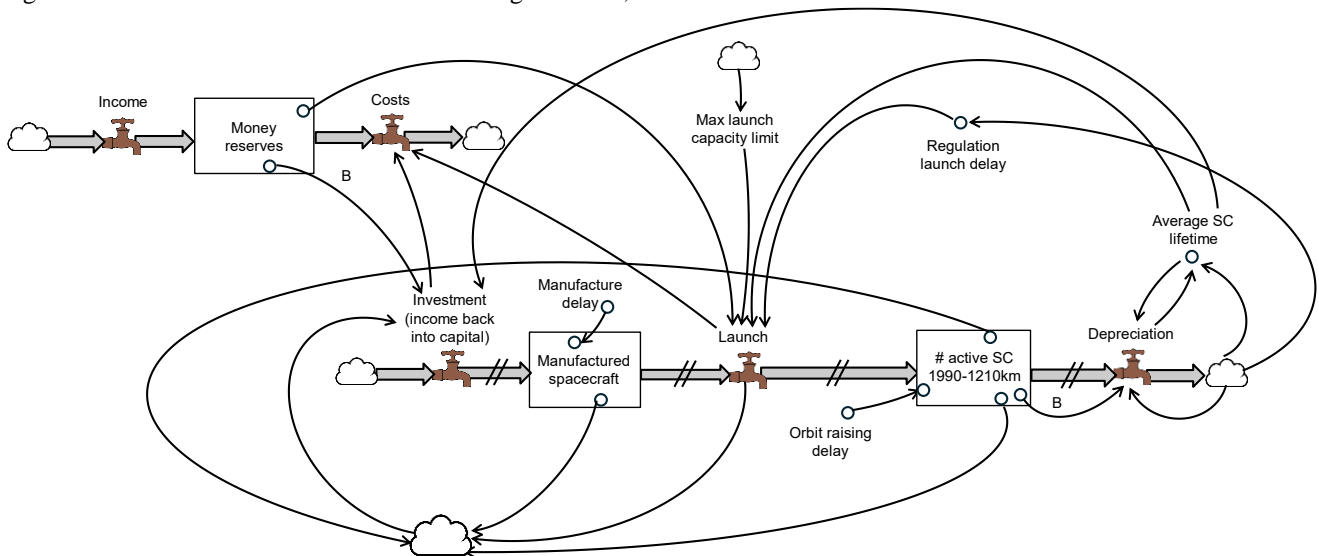 Income
Costs
Money
reserves
B
Max launch
capacity limit
Regulation
launch delay
Average SC
lifetime
Investment
(income back
into capital)
Manufacture
delay
Launch
Depreciation
Manufactured
spacecraft
# active SC
1990-1210km
B
Orbit raising
delay